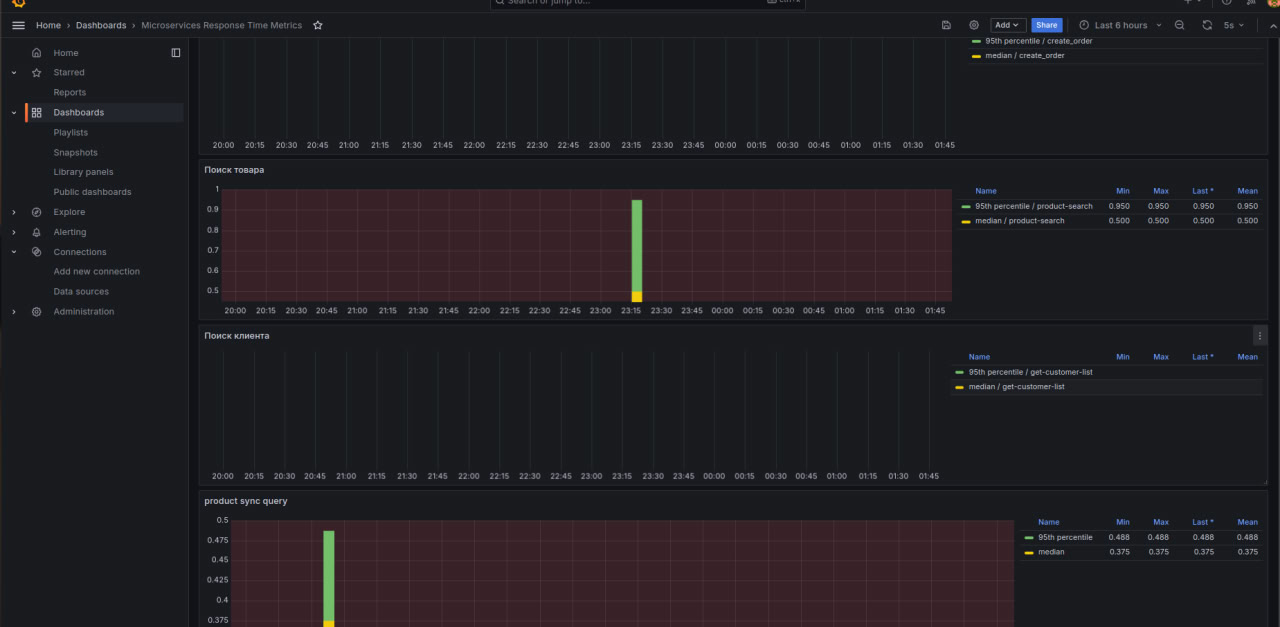 Search or jump to...
Home › Dashboards › Microservices Response Time Metrics
Add
Share
Last 6 hours
5s
Home
Starred
Reports
Dashboards
Playlists
Snapshots
Library panels
Public dashboards
Explore
Alerting
Connections
Add new connection
Data sources
Administration
95th percentile / create_order
median / create_order
20:00 20:15 20:30 20:45 21:00 21:15 21:30 21:45 22:00 22:15 22:30 22:45 23:00 23:15 23:30 23:45 00:00 00:15 00:30 00:45 01:00 01:15 01:30 01:45
Поиск товара
1
0.9
0.8
0.7
0.6
0.5
20:00 20:15 20:30 20:45 21:00 21:15 21:30 21:45 22:00 22:15 22:30 22:45 23:00 23:15 23:30 23:45 00:00 00:15 00:30 00:45 01:00 01:15 01:30 01:45
Name Min Max Last * Mean
95th percentile / product-search 0.950 0.950 0.950 0.950
median / product-search 0.500 0.500 0.500 0.500
Поиск клиента
20:00 20:15 20:30 20:45 21:00 21:15 21:30 21:45 22:00 22:15 22:30 22:45 23:00 23:15 23:30 23:45 00:00 00:15 00:30 00:45 01:00 01:15 01:30 01:45
Name Min Max Last * Mean
95th percentile / get-customer-list
median / get-customer-list
product sync query
0.5
0.475
0.45
0.425
0.4
0.375
Name Min Max Last * Mean
95th percentile 0.488 0.488 0.488 0.488
median 0.375 0.375 0.375 0.375